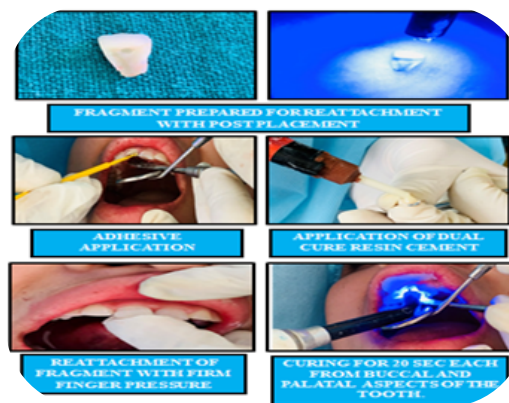 FRAGMENT PREPARED FOR REATTACHMENT
WITH POST PLACEMENT
ADHESIVE
APPLICATION
APPLICATION OF DUAL
CURE RESIN CEMENT
REATTACHMENT OF
FRAGMENT WITH FIRM
FINGER PRESSURE
CURING FOR 20 SEC EACH
FROM BUCCAL AND
PALATAL ASPECTS OF THE
TOOTH.